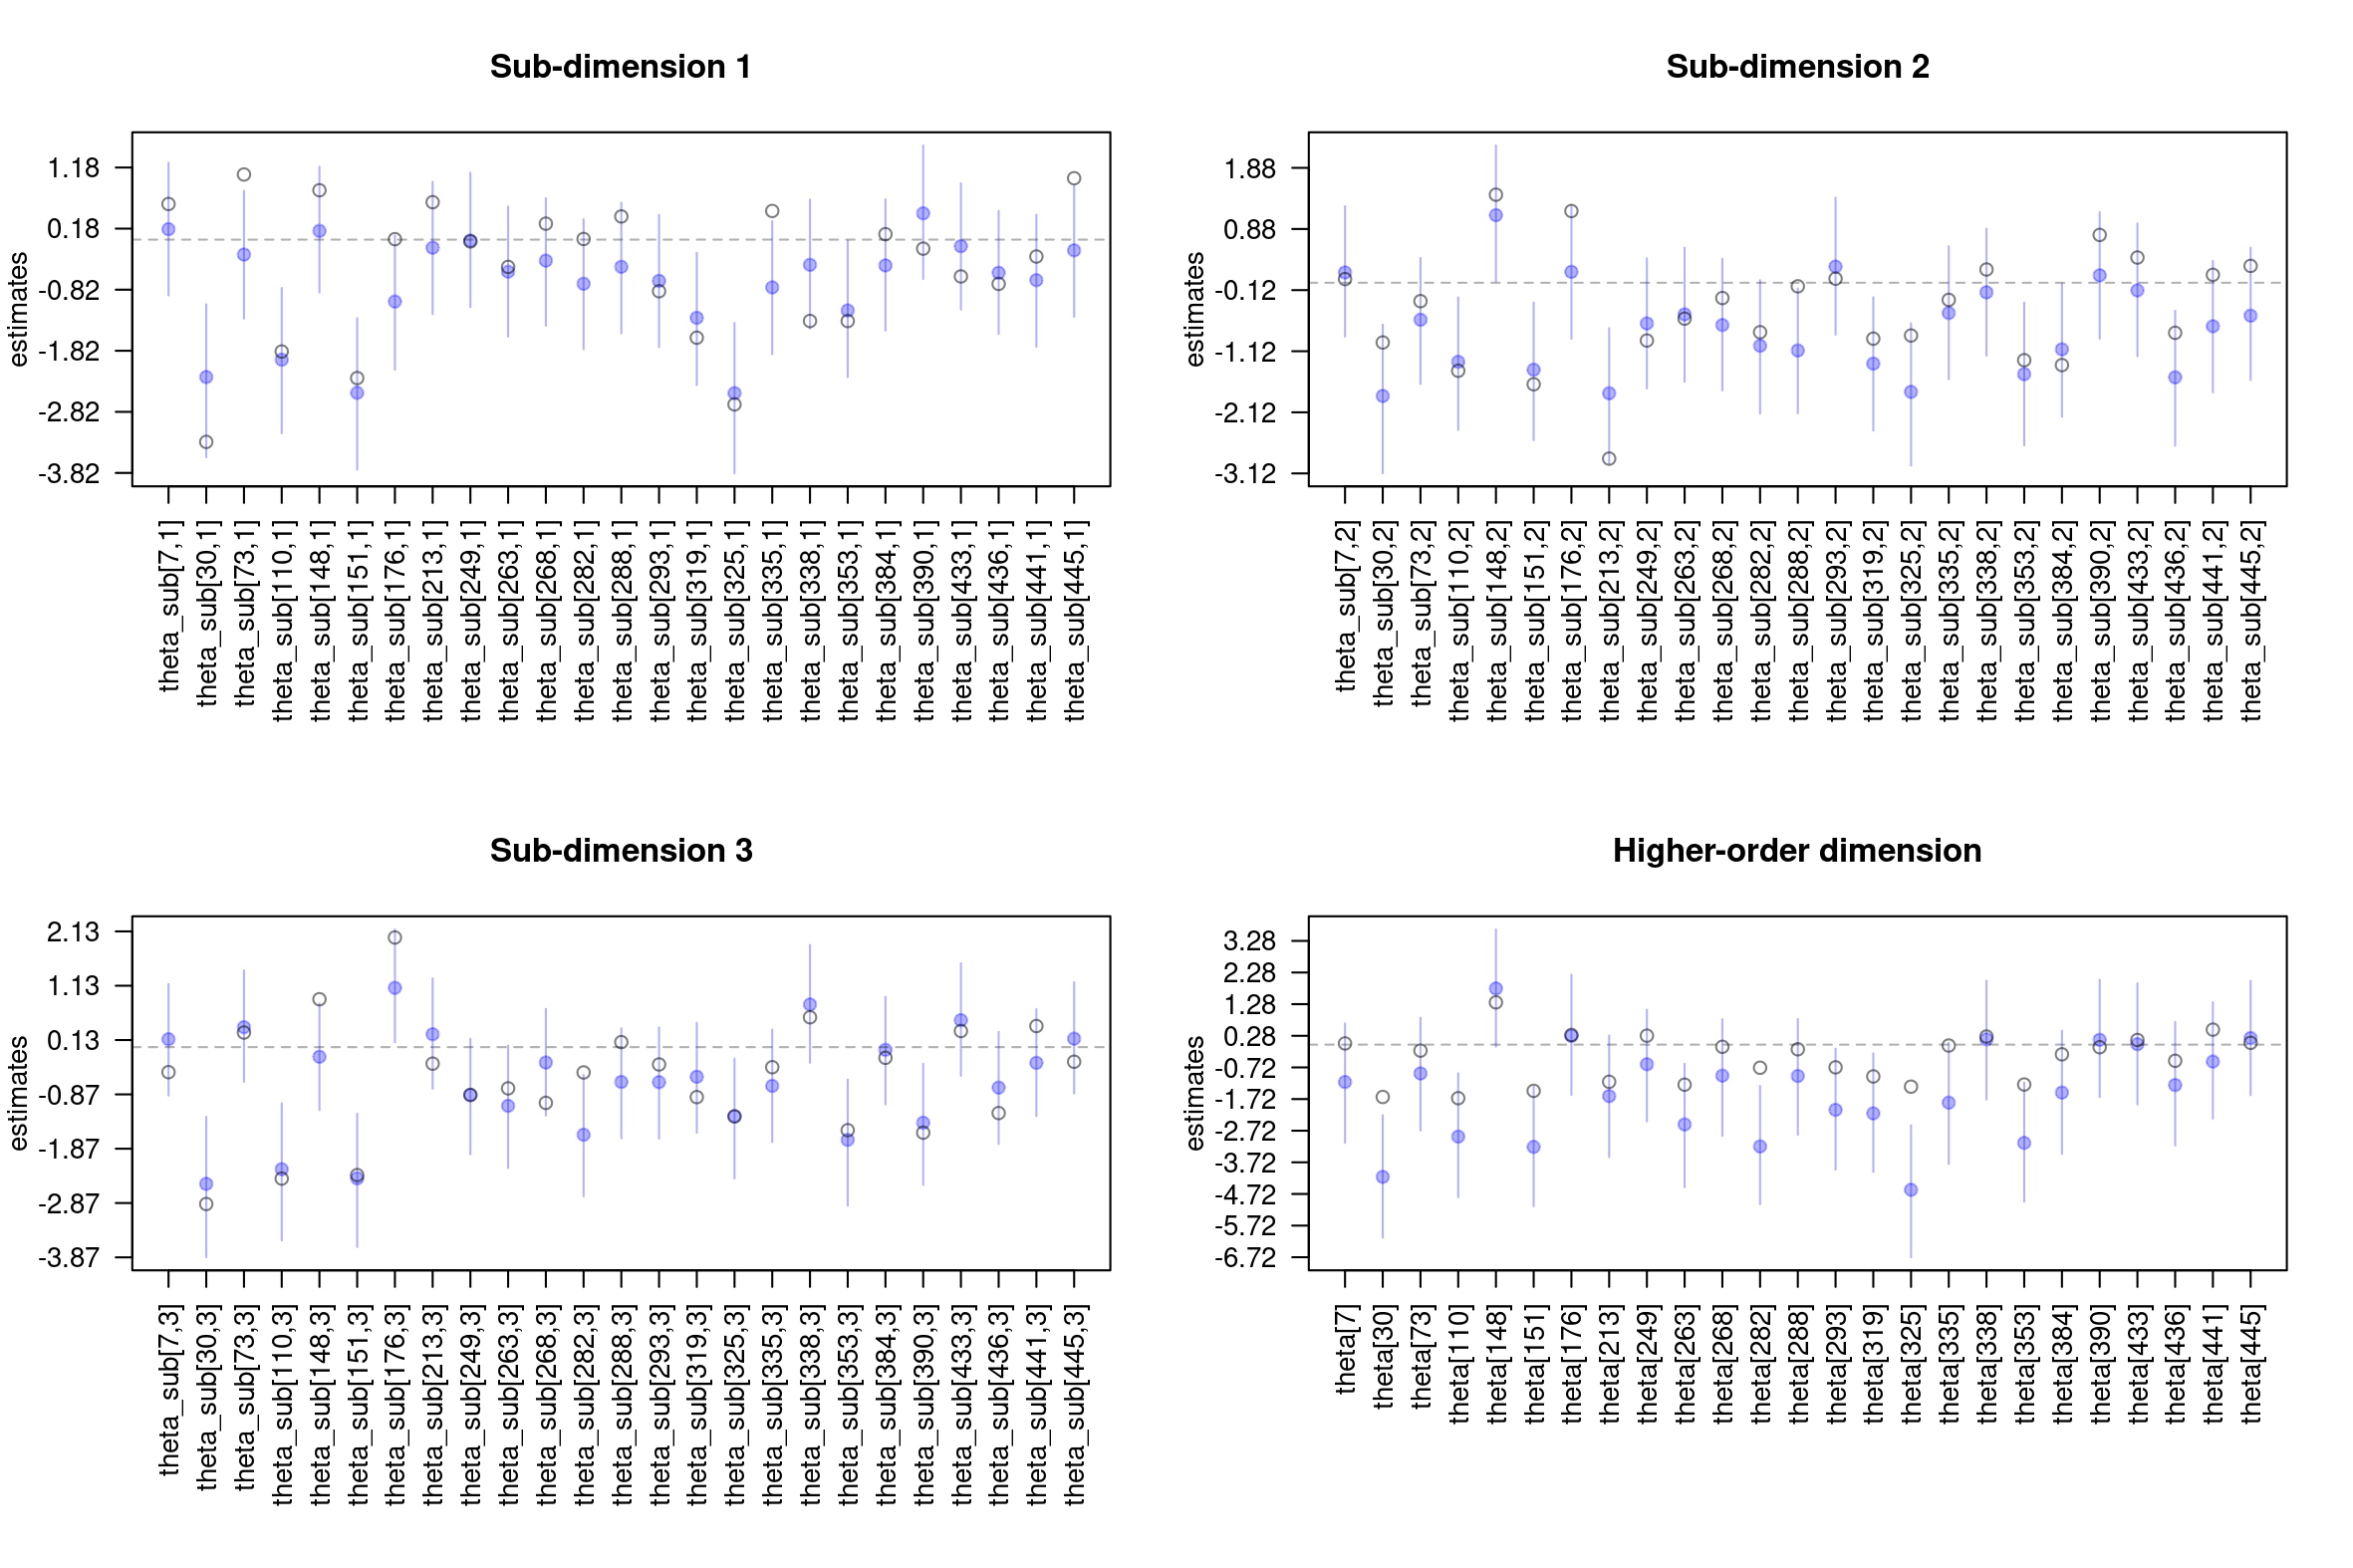 Sub-dimension 1
estimates
1.18
0.18
-0.82
-1.82
-2.82
-3.82
theta_sub[7,1]
theta_sub[30,1]
theta_sub[73,1]
theta_sub[110,1]
theta_sub[148,1]
theta_sub[151,1]
theta_sub[176,1]
theta_sub[213,1]
theta_sub[249,1]
theta_sub[263,1]
theta_sub[268,1]
theta_sub[282,1]
theta_sub[288,1]
theta_sub[293,1]
theta_sub[319,1]
theta_sub[325,1]
theta_sub[335,1]
theta_sub[338,1]
theta_sub[353,1]
theta_sub[384,1]
theta_sub[390,1]
theta_sub[433,1]
theta_sub[436,1]
theta_sub[441,1]
theta_sub[445,1]
Sub-dimension 2
estimates
1.88
0.88
-0.12
-1.12
-2.12
-3.12
theta_sub[7,2]
theta_sub[30,2]
theta_sub[73,2]
theta_sub[110,2]
theta_sub[148,2]
theta_sub[151,2]
theta_sub[176,2]
theta_sub[213,2]
theta_sub[249,2]
theta_sub[263,2]
theta_sub[268,2]
theta_sub[282,2]
theta_sub[288,2]
theta_sub[293,2]
theta_sub[319,2]
theta_sub[325,2]
theta_sub[335,2]
theta_sub[338,2]
theta_sub[353,2]
theta_sub[384,2]
theta_sub[390,2]
theta_sub[433,2]
theta_sub[436,2]
theta_sub[441,2]
theta_sub[445,2]
Sub-dimension 3
estimates
2.13
1.13
0.13
-0.87
-1.87
-2.87
-3.87
theta_sub[7,3]
theta_sub[30,3]
theta_sub[73,3]
theta_sub[110,3]
theta_sub[148,3]
theta_sub[151,3]
theta_sub[176,3]
theta_sub[213,3]
theta_sub[249,3]
theta_sub[263,3]
theta_sub[268,3]
theta_sub[282,3]
theta_sub[288,3]
theta_sub[293,3]
theta_sub[319,3]
theta_sub[325,3]
theta_sub[335,3]
theta_sub[338,3]
theta_sub[353,3]
theta_sub[384,3]
theta_sub[390,3]
theta_sub[433,3]
theta_sub[436,3]
theta_sub[441,3]
theta_sub[445,3]
Higher-order dimension
estimates
3.28
2.28
1.28
0.28
-0.72
-1.72
-2.72
-3.72
-4.72
-5.72
-6.72
theta[7]
theta[30]
theta[73]
theta[110]
theta[148]
theta[151]
theta[176]
theta[213]
theta[249]
theta[263]
theta[268]
theta[282]
theta[288]
theta[293]
theta[319]
theta[325]
theta[335]
theta[338]
theta[353]
theta[384]
theta[390]
theta[433]
theta[436]
theta[441]
theta[445]